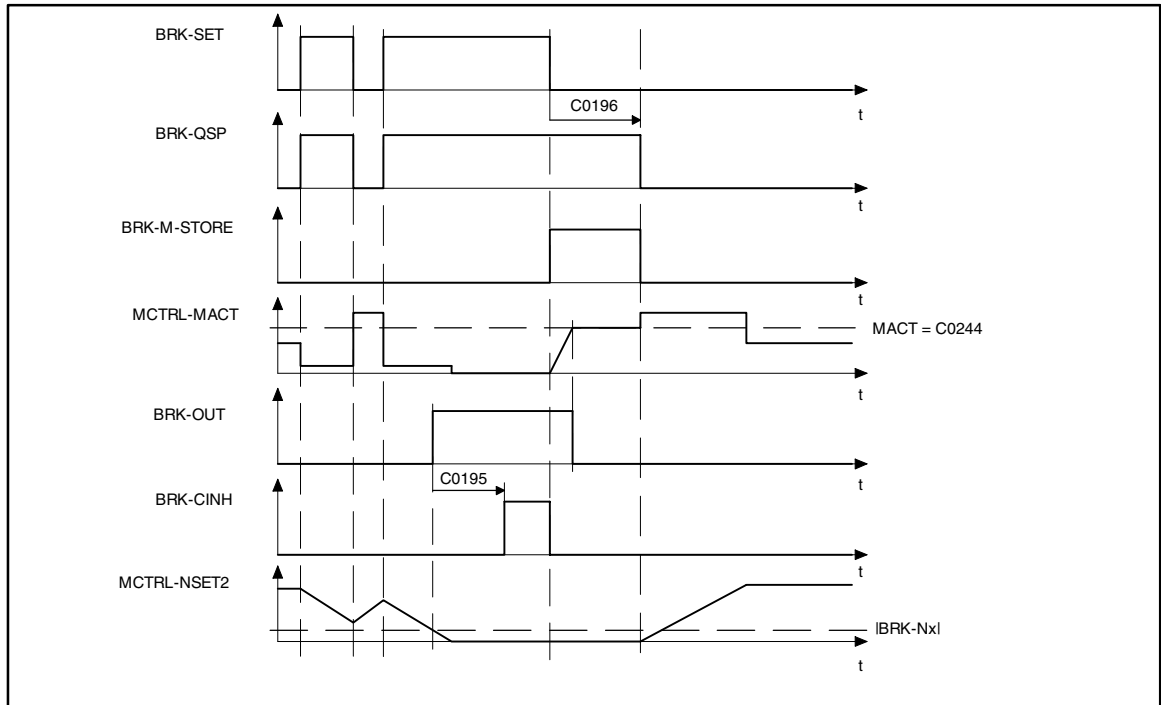 BRK-SET
t
C0196
BRK-QSP
t
BRK-M-STORE
t
MCTRL-MACT
MACT = C0244
t
BRK-OUT
t
C0195
BRK-CINH
t
MCTRL-NSET2
|BRK-Nx|
t